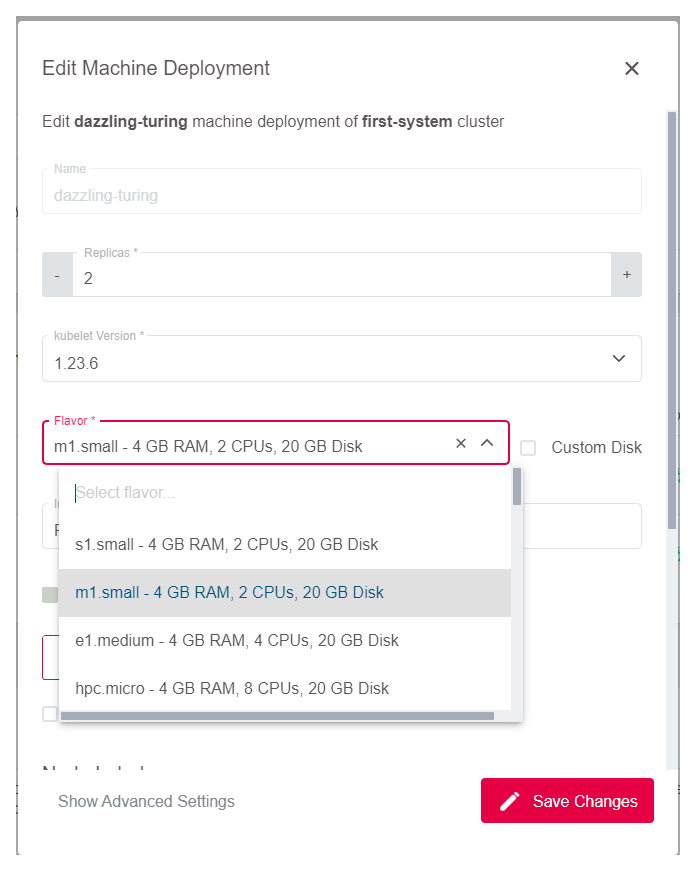 Edit Machine Deployment
Edit dazzling-turing machine deployment of first-system cluster
Name
dazzling-turing
Replicas *
-
2
+
kubelet Version *
1.23.6
Flavor *
m1.small - 4 GB RAM, 2 CPUs, 20 GB Disk
Custom Disk
Select flavor...
s1.small - 4 GB RAM, 2 CPUs, 20 GB Disk
m1.small - 4 GB RAM, 2 CPUs, 20 GB Disk
e1.medium - 4 GB RAM, 4 CPUs, 20 GB Disk
hpc.micro - 4 GB RAM, 8 CPUs, 20 GB Disk
Show Advanced Settings
Save Changes